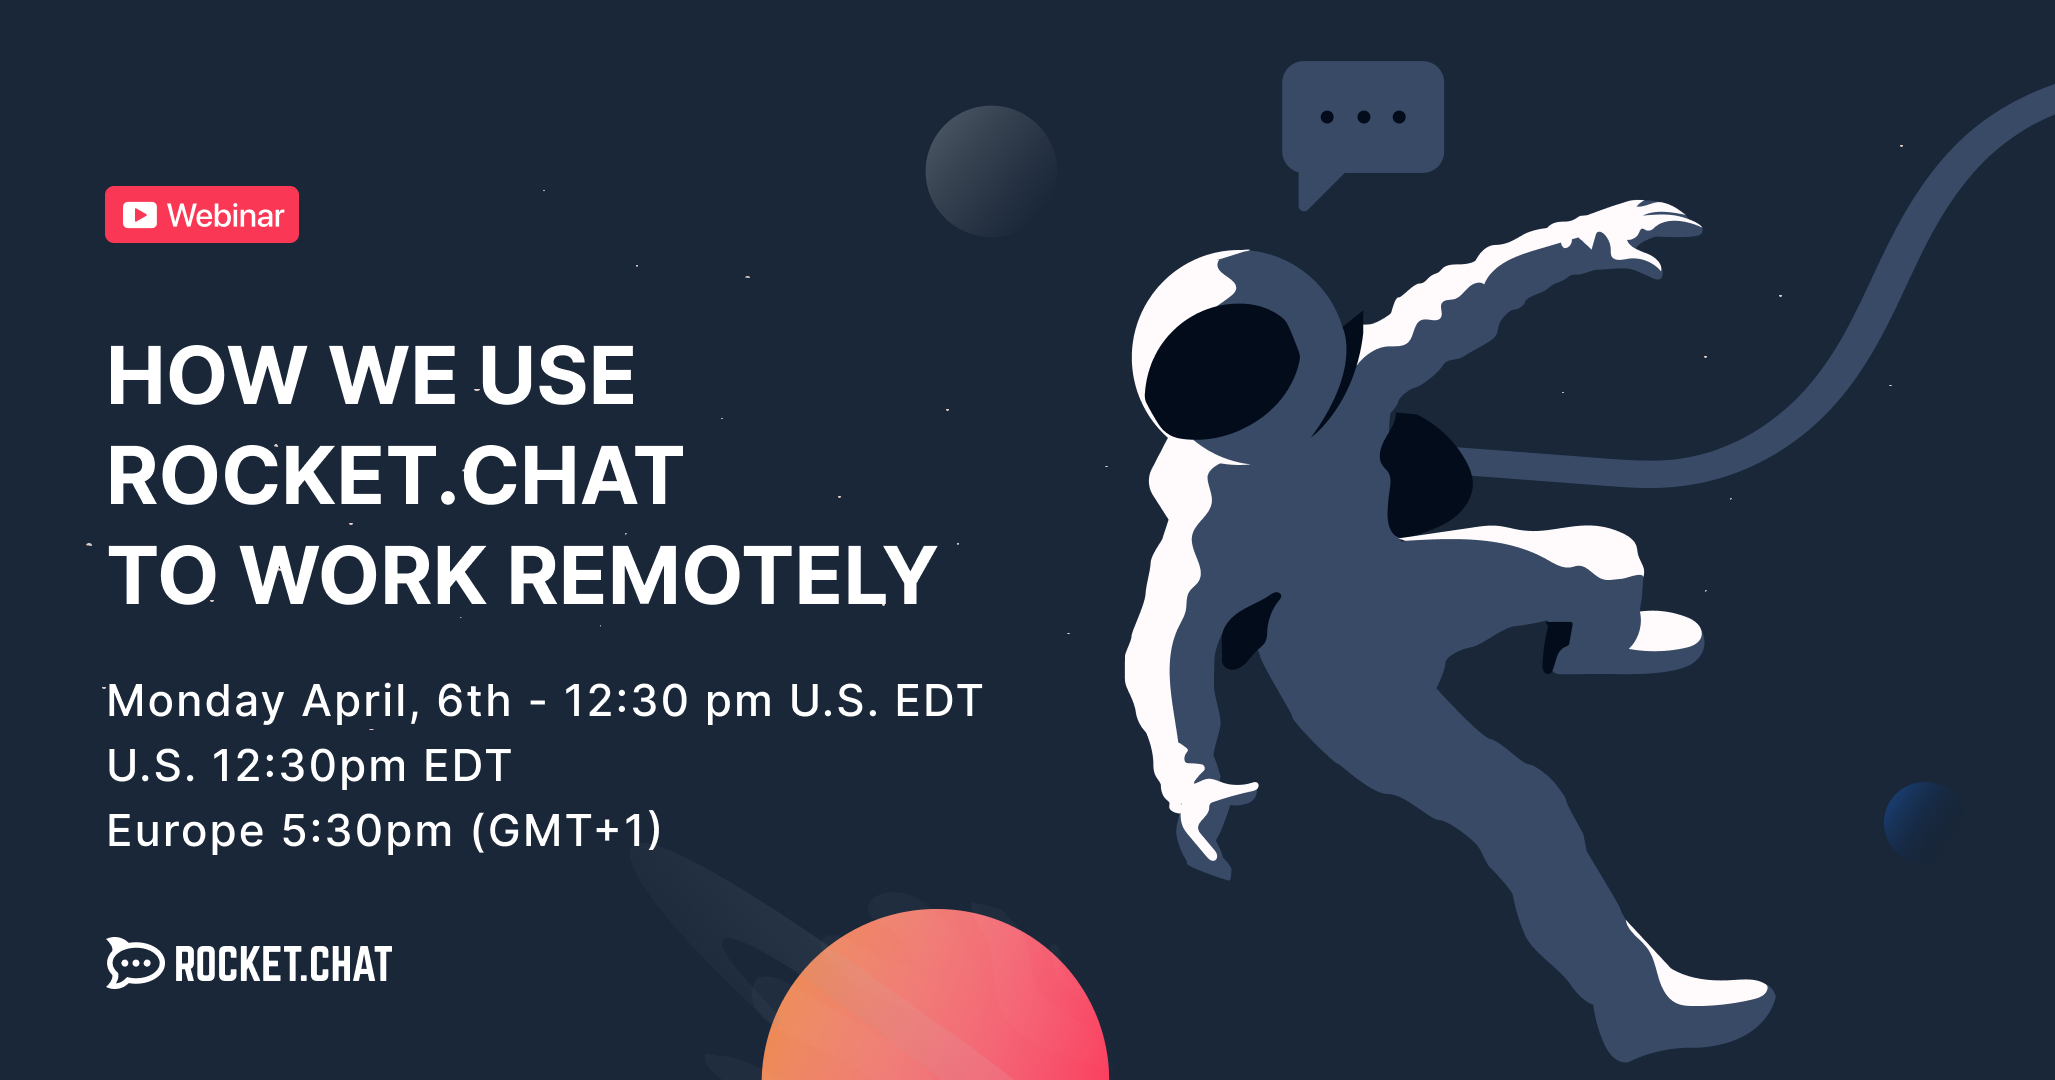 Webinar
HOW WE USE
ROCKET.CHAT
TO WORK REMOTELY
Monday April, 6th - 12:30 pm U.S. EDT
U.S. 12:30pm EDT
Europe 5:30pm (GMT+1)
ROCKET.CHAT